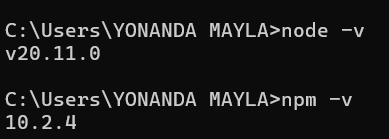 C:\Users\YONANDA MAYLA>node -v
v20.11.0
C:\Users\YONANDA MAYLA>npm -v
10.2.4